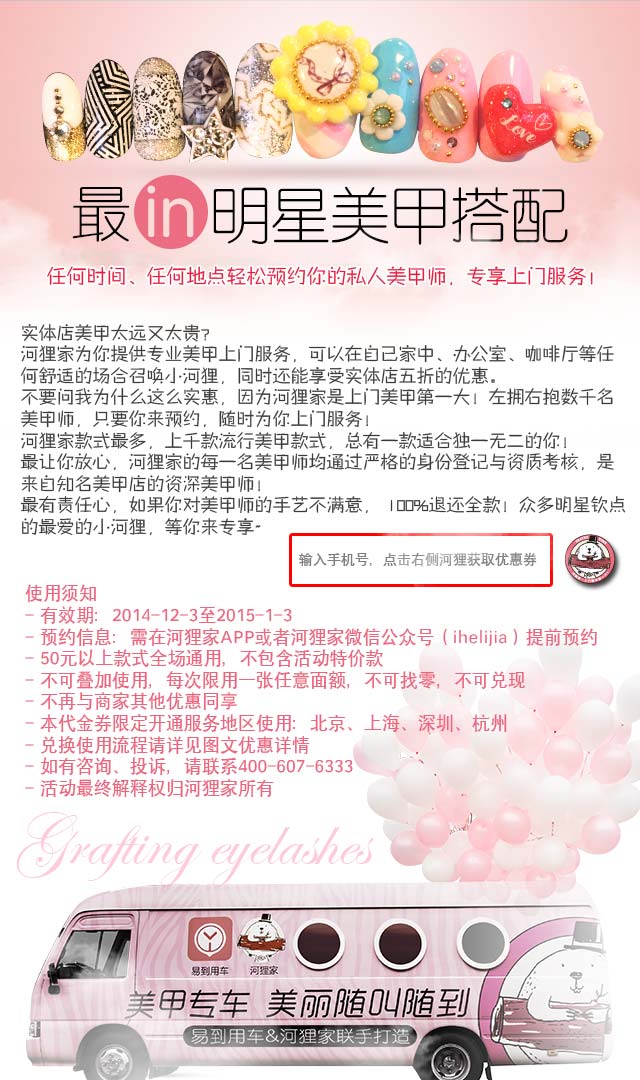 Love
最in明星美甲搭配
任何时间、任何地点轻松预约你的私人美甲师，专享上门服务！
实体店美甲太远又太贵？
河狸家为你提供专业美甲上门服务，可以在自己家中、办公室、咖啡厅等任
何舒适的场合召唤小河狸，同时还能享受实体店五折的优惠。
不要问我为什么这么实惠，因为河狸家是上门美甲第一大！左拥右抱数千名
美甲师，只要你来预约，随时为你上门服务！
河狸家款式最多，上千款流行美甲款式，总有一款适合独一无二的你！
最让你放心，河狸家的每一名美甲师均通过严格的身份登记与资质考核，是
来自知名美甲店的资深美甲师！
最有责任心，如果你对美甲师的手艺不满意，100%退还全款！众多明星钦点
的最爱的小河狸，等你来专享~
输入手机号，点击右侧河狸获取优惠券
使用须知
- 有效期：2014-12-3至2015-1-3
- 预约信息：需在河狸家APP或者河狸家微信公众号（ihelijia）提前预约
- 50元以上款式全场通用，不包含活动特价款
- 不可叠加使用，每次限用一张任意面额，不可找零，不可兑现
- 不再与商家其他优惠同享
- 本代金券限定开通服务地区使用：北京、上海、深圳、杭州
- 兑换使用流程请详见图文优惠详情
- 如有咨询、投诉，请联系400-607-6333
- 活动最终解释权归河狸家所有
Grafting eyelashes
易到用车 河狸家
美甲专车 美丽随叫随到
易到用车&河狸家联手打造